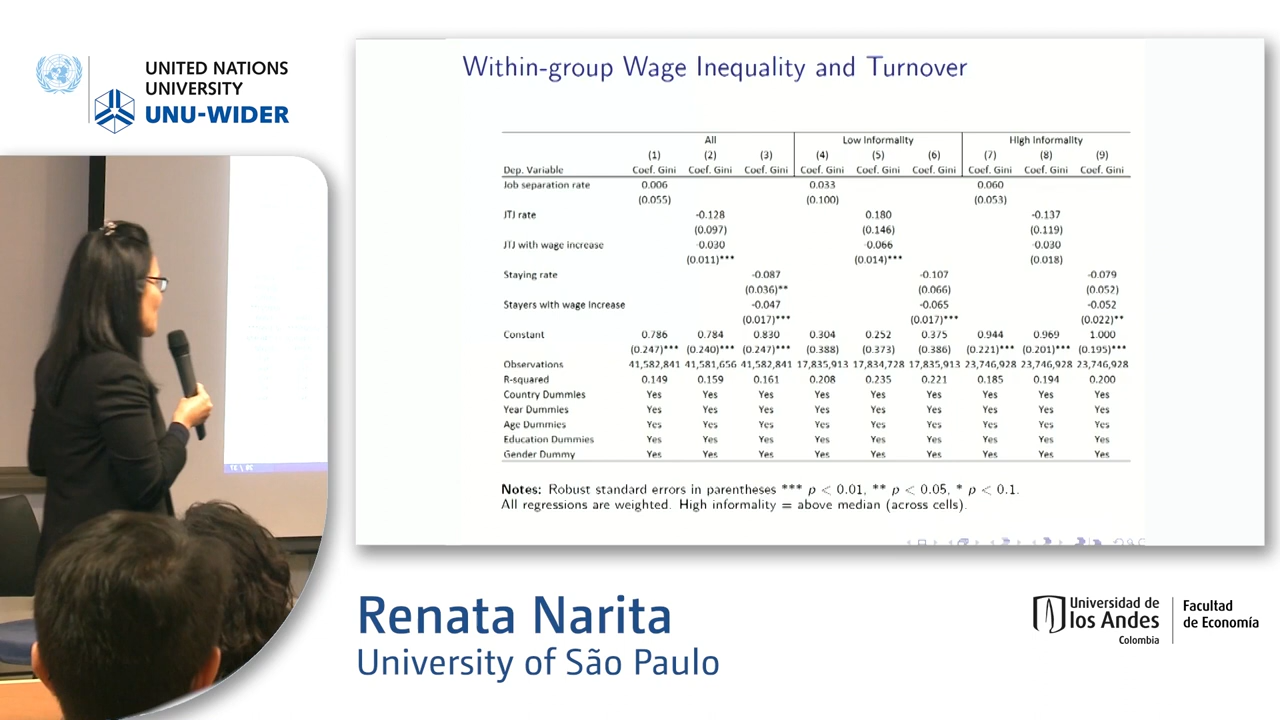 UNITED NATIONS
UNIVERSITY
UNU-WIDER
Within-group Wage Inequality and Turnover
All Low Informality High Informality
(1) (2) (3) (4) (5) (6) (7) (8) (9)
Dep. Variable Coef. Gini Coef. Gini Coef. Gini Coef. Gini Coef. Gini Coef. Gini Coef. Gini Coef. Gini Coef. Gini
Job separation rate 0.006 0.033 0.060
(0.055) (0.100) (0.053)
JTJ rate -0.128 0.180 -0.137
(0.097) (0.146) (0.119)
JTJ with wage increase -0.030 -0.066 -0.030
(0.011)*** (0.014)*** (0.018)
Staying rate -0.087 -0.107 -0.079
(0.036)** (0.066) (0.052)
Stayers with wage increase -0.047 -0.065 -0.052
(0.017)*** (0.017)*** (0.022)**
Constant 0.786 0.784 0.830 0.304 0.252 0.375 0.944 0.969 1.000
(0.247)*** (0.240)*** (0.247)*** (0.388) (0.373) (0.386) (0.221)*** (0.201)*** (0.195)***
Observations 41,582,841 41,581,656 41,582,841 17,835,913 17,834,728 17,835,913 23,746,928 23,746,928 23,746,928
R-squared 0.149 0.159 0.161 0.208 0.235 0.221 0.185 0.194 0.200
Country Dummies Yes Yes Yes Yes Yes Yes Yes Yes Yes
Year Dummies Yes Yes Yes Yes Yes Yes Yes Yes Yes
Age Dummies Yes Yes Yes Yes Yes Yes Yes Yes Yes
Education Dummies Yes Yes Yes Yes Yes Yes Yes Yes Yes
Gender Dummy Yes Yes Yes Yes Yes Yes Yes Yes Yes
Notes: Robust standard errors in parentheses *** p < 0.01, ** p < 0.05, * p < 0.1.
All regressions are weighted. High informality = above median (across cells).
Renata Narita
University of São Paulo
Universidad de
los Andes
Colombia
Facultad
de Economía